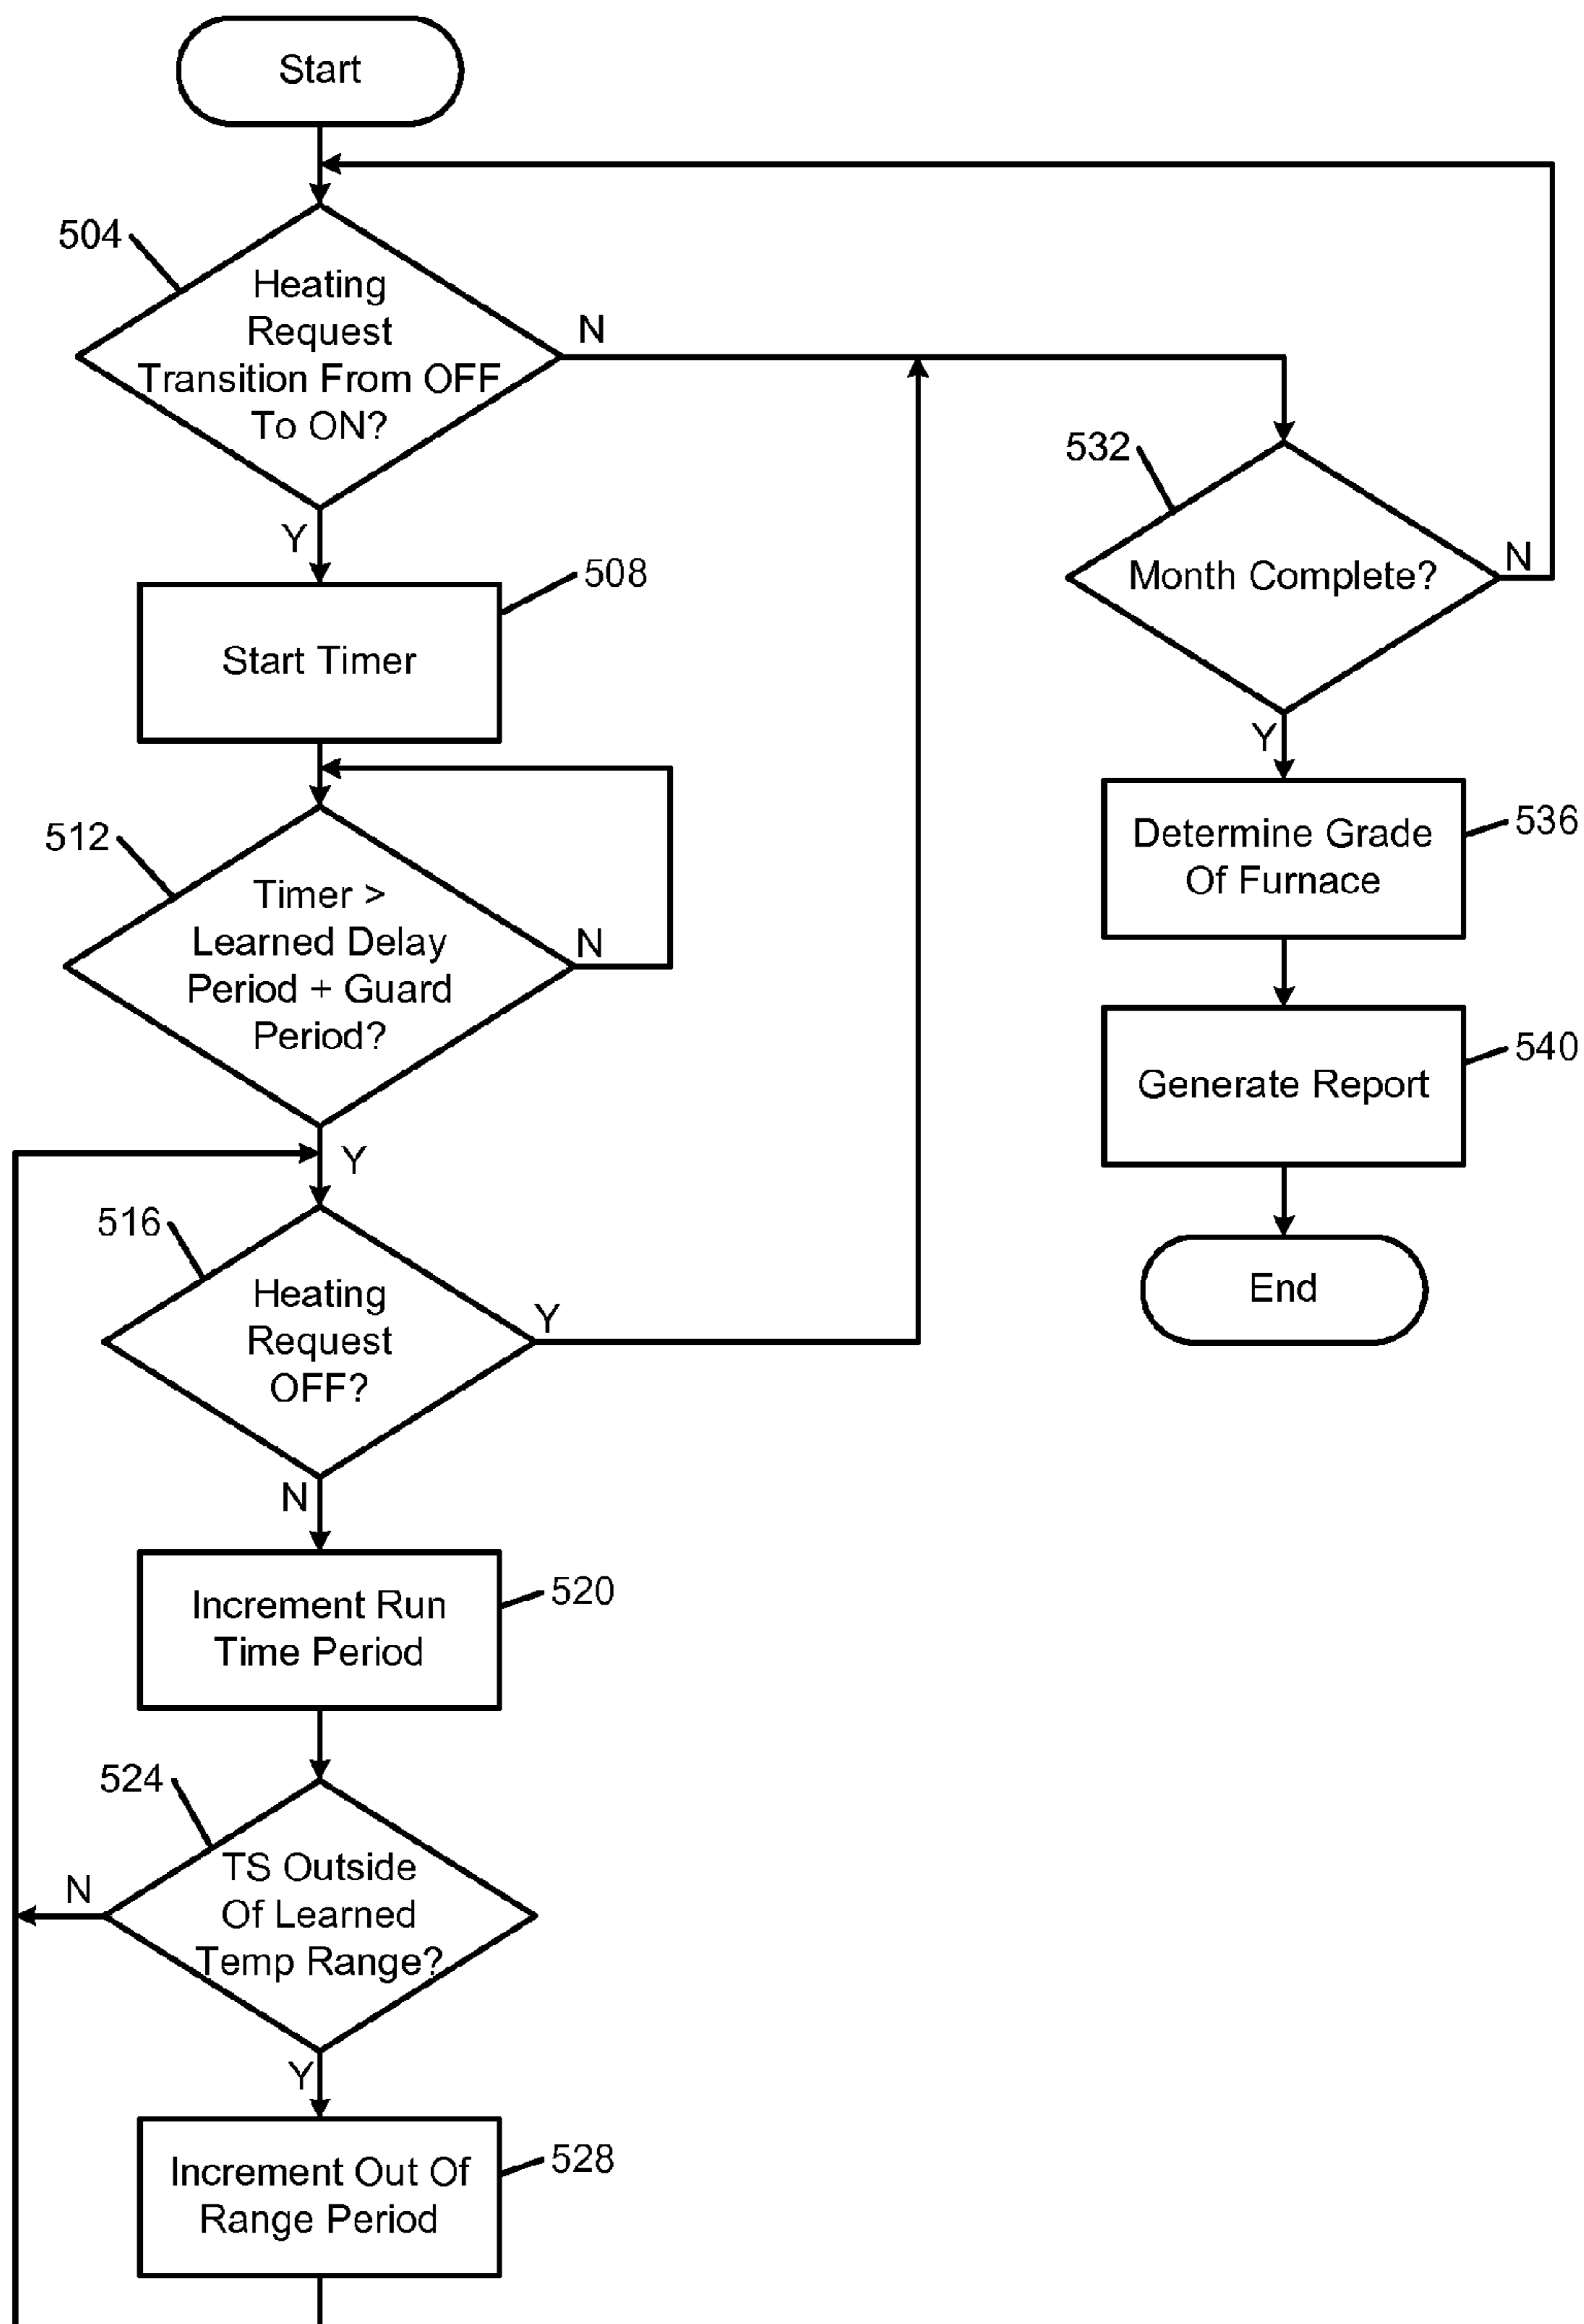 Start
504
Heating
Request
Transition From OFF
To ON?
N
Y
508
Start Timer
512
Timer >
Learned Delay
Period + Guard
Period?
N
Y
516
Heating
Request
OFF?
Y
N
520
Increment Run
Time Period
524
TS Outside
Of Learned
Temp Range?
N
Y
528
Increment Out Of
Range Period
532
Month Complete?
N
Y
536
Determine Grade
Of Furnace
540
Generate Report
End